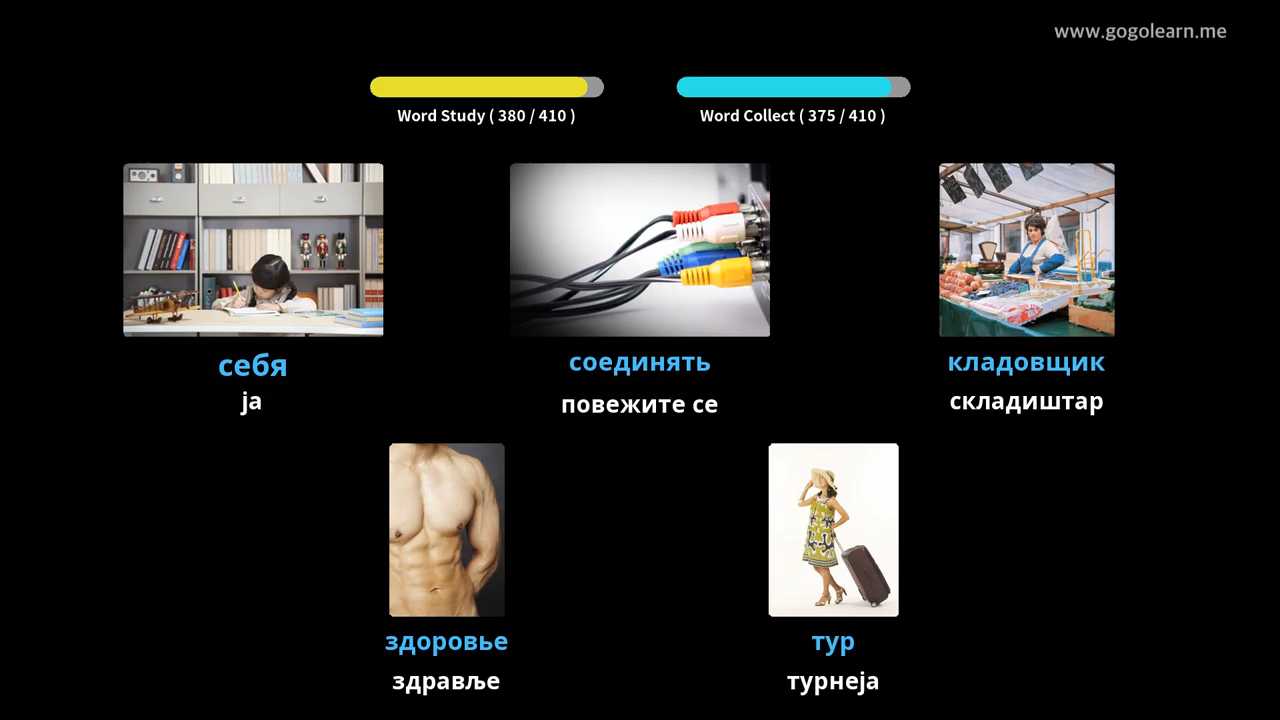 www.gogolearn.me
Word Study ( 380 / 410 )
Word Collect ( 375 / 410 )
себя
ја
соединять
повежите се
кладовщик
складиштар
здоровье
здравље
тур
турнеја